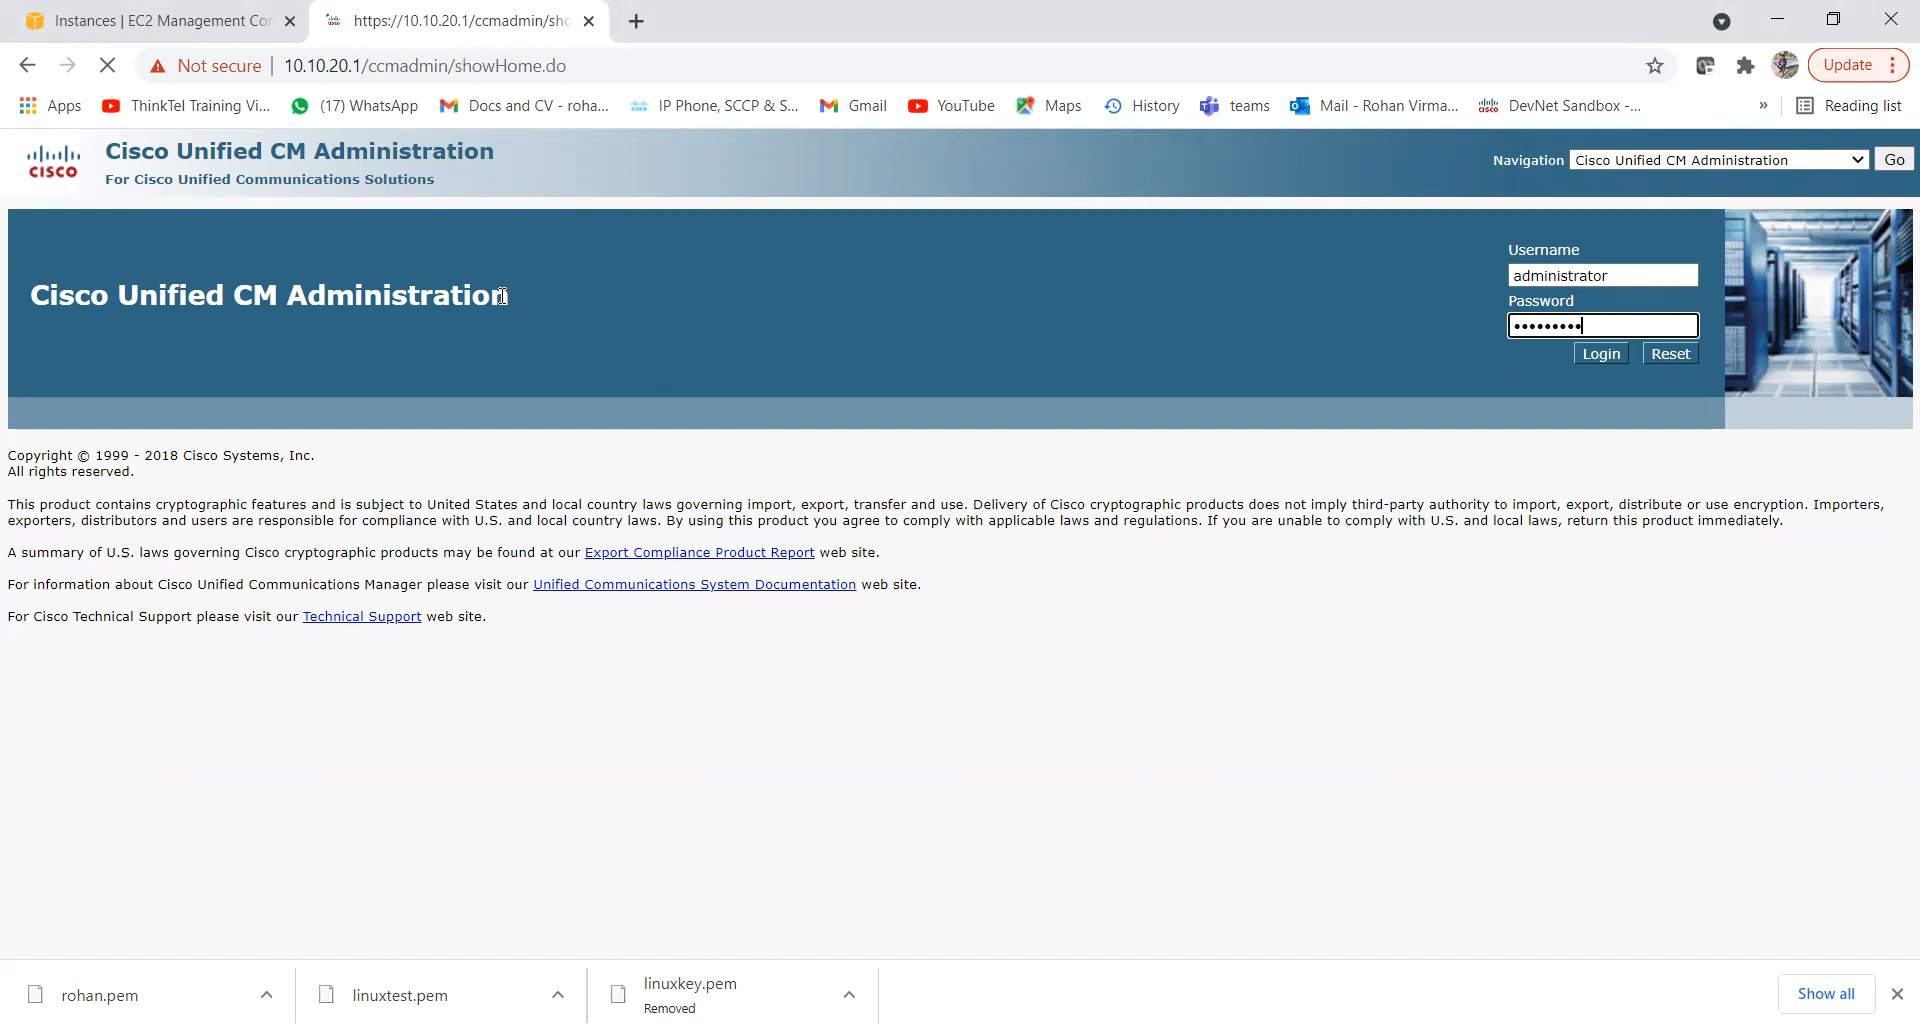 Instances | EC2 Management Cor
https://10.10.20.1/ccmadmin/sho
Not secure | 10.10.20.1/ccmadmin/showHome.do
Update
Apps
ThinkTel Training Vi...
(17) WhatsApp
Docs and CV - roha...
IP Phone, SCCP & S...
Gmail
YouTube
Maps
History
teams
Mail - Rohan Virma...
DevNet Sandbox -...
»
Reading list
CISCO
Cisco Unified CM Administration
For Cisco Unified Communications Solutions
Navigation Cisco Unified CM Administration Go
Cisco Unified CM Administration
Username
administrator
Password
•••••••••
Login Reset
Copyright © 1999 - 2018 Cisco Systems, Inc.
All rights reserved.
This product contains cryptographic features and is subject to United States and local country laws governing import, export, transfer and use. Delivery of Cisco cryptographic products does not imply third-party authority to import, export, distribute or use encryption. Importers,
exporters, distributors and users are responsible for compliance with U.S. and local country laws. By using this product you agree to comply with applicable laws and regulations. If you are unable to comply with U.S. and local laws, return this product immediately.
A summary of U.S. laws governing Cisco cryptographic products may be found at our Export Compliance Product Report web site.
For information about Cisco Unified Communications Manager please visit our Unified Communications System Documentation web site.
For Cisco Technical Support please visit our Technical Support web site.
rohan.pem
linuxtest.pem
linuxkey.pem
Removed
Show all